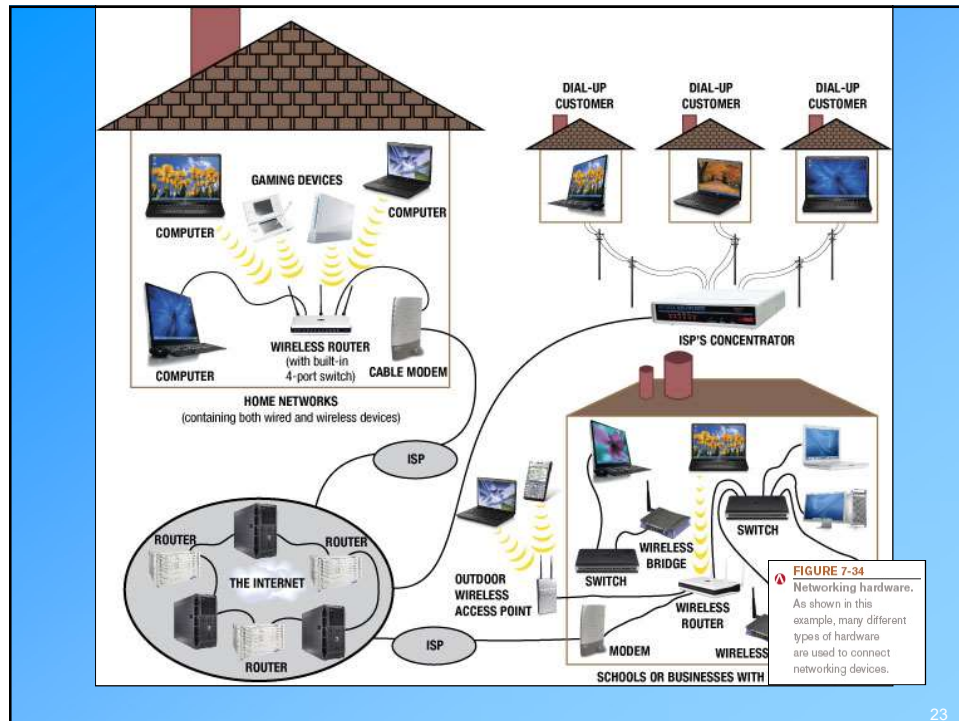 DIAL-UP
CUSTOMER
DIAL-UP
CUSTOMER
DIAL-UP
CUSTOMER
GAMING DEVICES
COMPUTER
COMPUTER
COMPUTER
WIRELESS ROUTER
(with built-in
4-port switch)
CABLE MODEM
HOME NETWORKS
(containing both wired and wireless devices)
ISP'S CONCENTRATOR
ISP
ROUTER
ROUTER
THE INTERNET
ROUTER
ISP
OUTDOOR
WIRELESS
ACCESS POINT
SWITCH
WIRELESS
BRIDGE
SWITCH
WIRELESS
ROUTER
MODEM
WIRELESS
SCHOOLS OR BUSINESSES WITH
FIGURE 7-34
Networking hardware.
As shown in this
example, many different
types of hardware
are used to connect
networking devices.
23